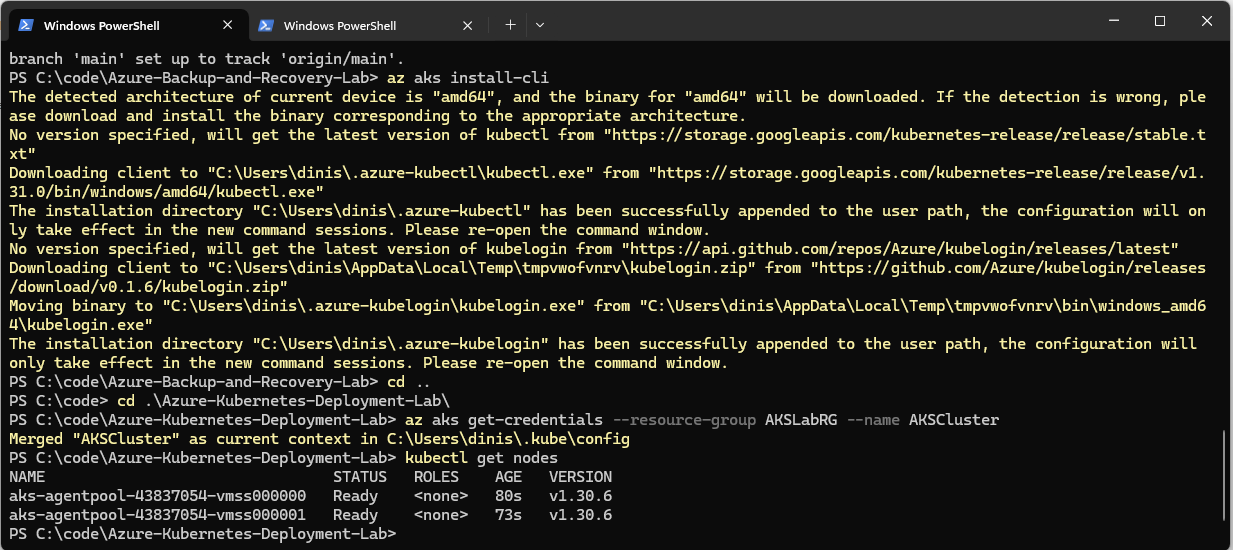 Windows PowerShell
Windows PowerShell
branch 'main' set up to track 'origin/main'.
PS C:\code\Azure-Backup-and-Recovery-Lab> az aks install-cli
The detected architecture of current device is "amd64", and the binary for "amd64" will be downloaded. If the detection is wrong, ple
ase download and install the binary corresponding to the appropriate architecture.
No version specified, will get the latest version of kubectl from "https://storage.googleapis.com/kubernetes-release/release/stable.t
xt"
Downloading client to "C:\Users\dinis\.azure-kubectl\kubectl.exe" from "https://storage.googleapis.com/kubernetes-release/release/v1.
31.0/bin/windows/amd64/kubectl.exe"
The installation directory "C:\Users\dinis\.azure-kubectl" has been successfully appended to the user path, the configuration will on
ly take effect in the new command sessions. Please re-open the command window.
No version specified, will get the latest version of kubelogin from "https://api.github.com/repos/Azure/kubelogin/releases/latest"
Downloading client to "C:\Users\dinis\AppData\Local\Temp\tmpvwofvnrv\kubelogin.zip" from "https://github.com/Azure/kubelogin/releases
/download/v0.1.6/kubelogin.zip"
Moving binary to "C:\Users\dinis\.azure-kubelogin\kubelogin.exe" from "C:\Users\dinis\AppData\Local\Temp\tmpvwofvnrv\bin\windows_amd6
4\kubelogin.exe"
The installation directory "C:\Users\dinis\.azure-kubelogin" has been successfully appended to the user path, the configuration will
only take effect in the new command sessions. Please re-open the command window.
PS C:\code\Azure-Backup-and-Recovery-Lab> cd ..
PS C:\code> cd .\Azure-Kubernetes-Deployment-Lab\
PS C:\code\Azure-Kubernetes-Deployment-Lab> az aks get-credentials --resource-group AKSLabRG --name AKSCluster
Merged "AKSCluster" as current context in C:\Users\dinis\.kube\config
PS C:\code\Azure-Kubernetes-Deployment-Lab> kubectl get nodes
NAME STATUS ROLES AGE VERSION
aks-agentpool-43837054-vmss000000 Ready <none> 80s v1.30.6
aks-agentpool-43837054-vmss000001 Ready <none> 73s v1.30.6
PS C:\code\Azure-Kubernetes-Deployment-Lab>